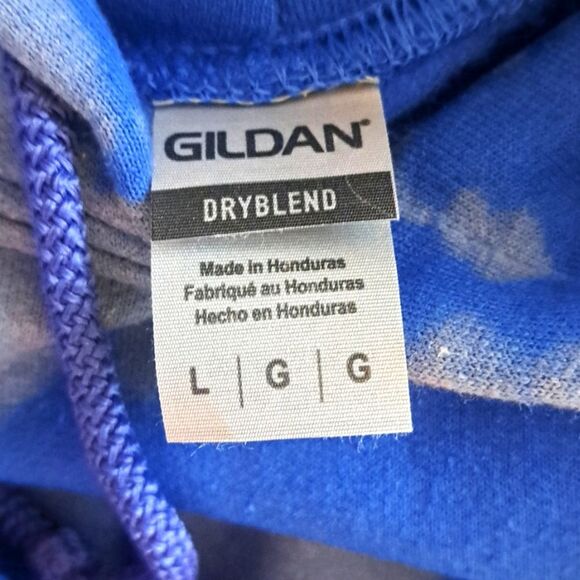 GILDAN®
DRYBLEND
Made in Honduras
Fabriqué au Honduras
Hecho en Honduras
L | G | G